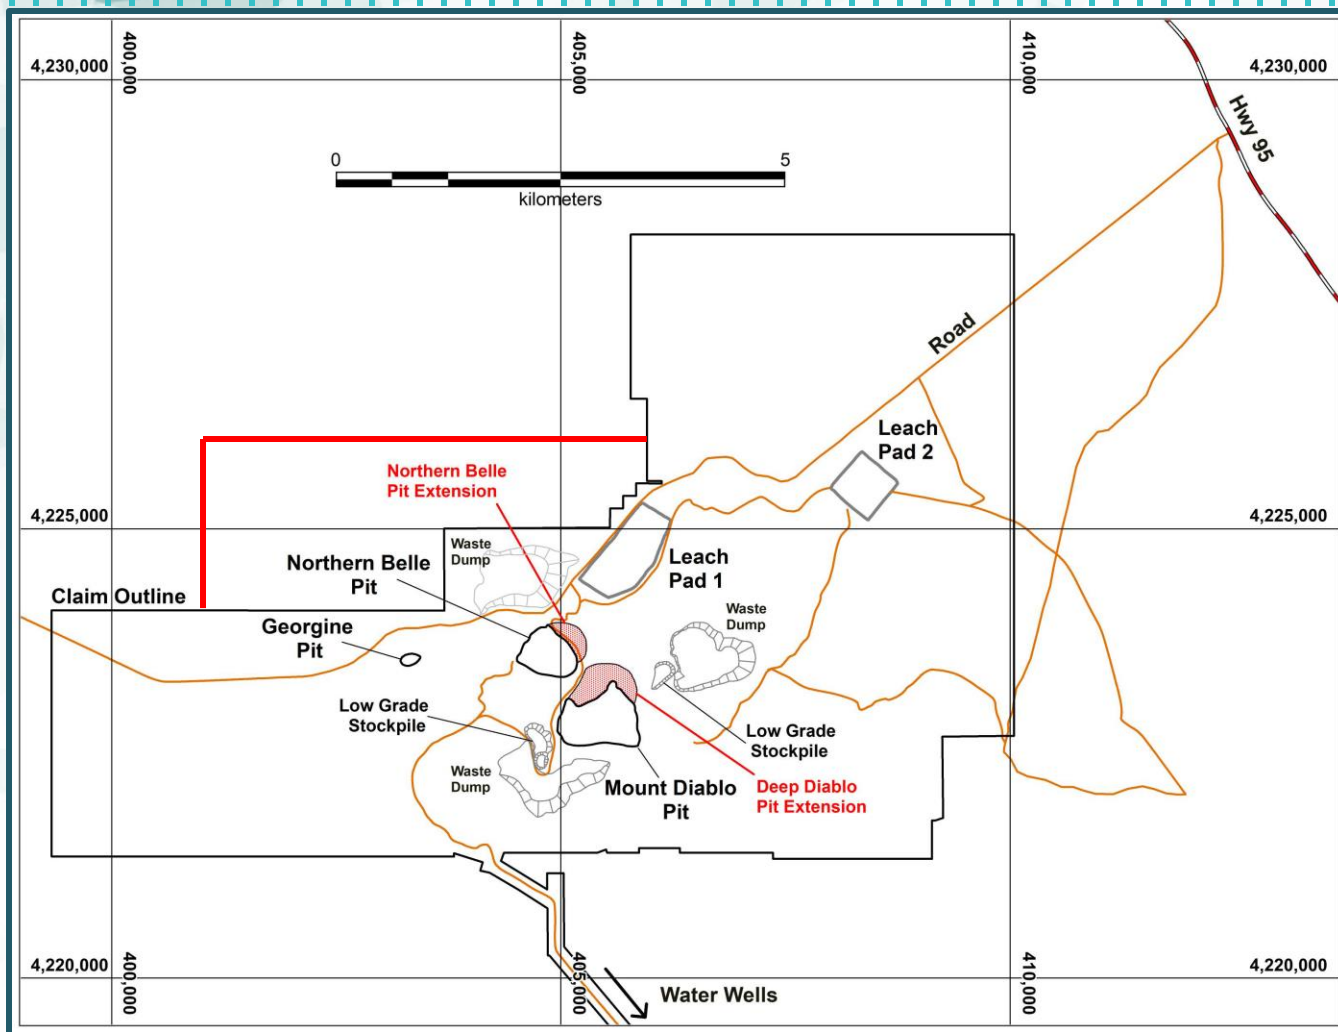 400,000
405,000
410,000
4,230,000
4,230,000
Hwy 95
0
5
kilometers
Road
Leach
Pad 2
Northern Belle
Pit Extension
4,225,000
4,225,000
Waste
Dump
Northern Belle
Pit
Leach
Pad 1
Claim Outline
Georgine
Pit
Waste
Dump
Low Grade
Stockpile
Low Grade
Stockpile
Waste
Dump
Mount Diablo
Pit
Deep Diablo
Pit Extension
4,220,000
400,000
405,000
410,000
4,220,000
Water Wells